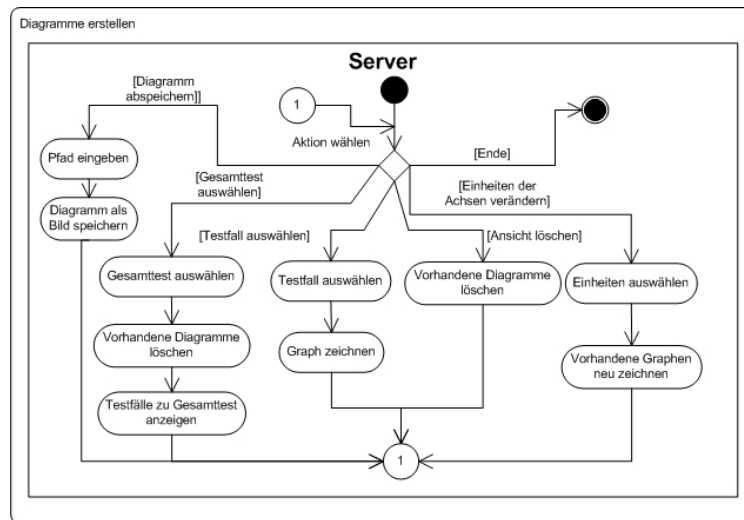 Diagramme erstellen
Server
[Diagramm
abspeichern]]
1
Aktion wählen
Pfad eingeben
[Ende]
[Gesamttest
auswählen]
[Einheiten der
Achsen verändern]
Diagramm als
Bild speichern
[Testfall auswählen]
[Ansicht löschen]
Gesamttest auswählen
Testfall auswählen
Vorhandene Diagramme
löschen
Einheiten auswählen
Vorhandene Diagramme
löschen
Graph zeichnen
Vorhandene Graphen
neu zeichnen
Testfälle zu Gesamttest
anzeigen
1